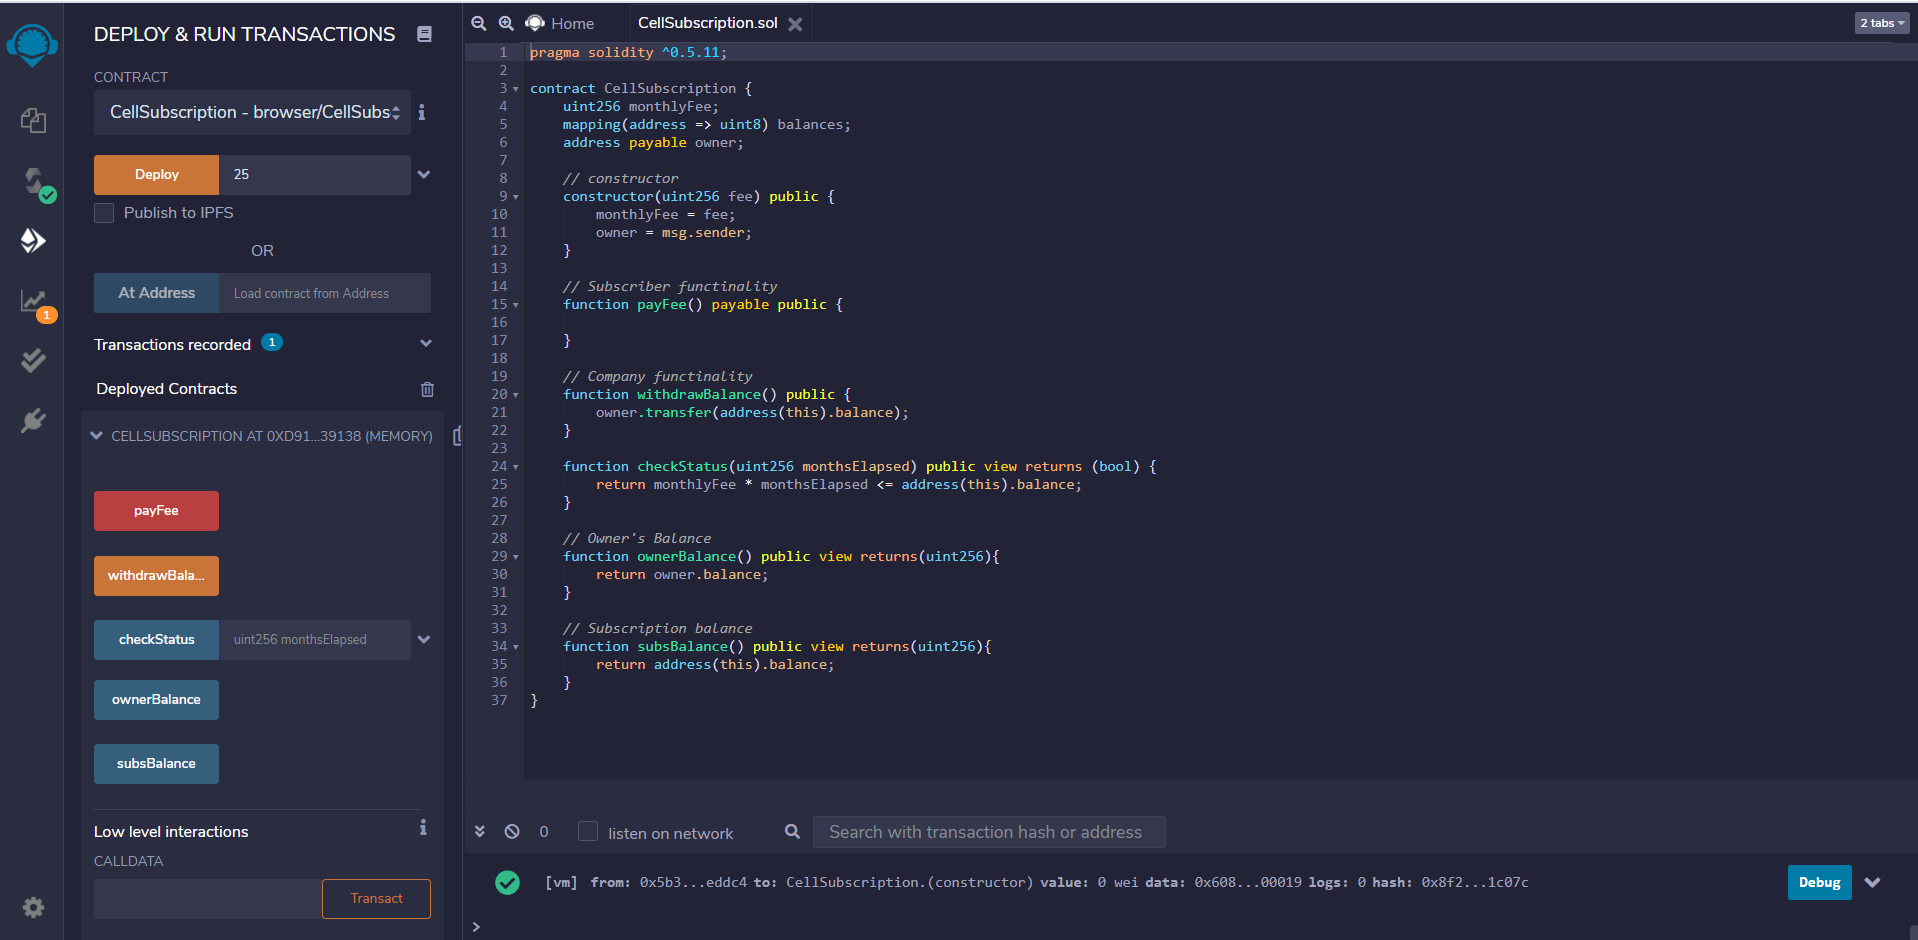 DEPLOY & RUN TRANSACTIONS
CONTRACT
CellSubscription - browser/CellSubs
Deploy 25
Publish to IPFS
OR
At Address Load contract from Address
Transactions recorded 1
Deployed Contracts
CELLSUBSCRIPTION AT 0XD91...39138 (MEMORY)
payFee
withdrawBala...
checkStatus uint256 monthsElapsed
ownerBalance
subsBalance
Low level interactions
CALLDATA
Transact
1
Home CellSubscription.sol 2 tabs
1 pragma solidity ^0.5.11;
2
3 contract CellSubscription {
4 uint256 monthlyFee;
5 mapping(address => uint8) balances;
6 address payable owner;
7
8 // constructor
9 constructor(uint256 fee) public {
10 monthlyFee = fee;
11 owner = msg.sender;
12 }
13
14 // Subscriber functinality
15 function payFee() payable public {
16
17 }
18
19 // Company functinality
20 function withdrawBalance() public {
21 owner.transfer(address(this).balance);
22 }
23
24 function checkStatus(uint256 monthsElapsed) public view returns (bool) {
25 return monthlyFee * monthsElapsed <= address(this).balance;
26 }
27
28 // Owner's Balance
29 function ownerBalance() public view returns(uint256){
30 return owner.balance;
31 }
32
33 // Subscription balance
34 function subsBalance() public view returns(uint256){
35 return address(this).balance;
36 }
37 }
0 listen on network Search with transaction hash or address
[vm] from: 0x5b3...eddc4 to: CellSubscription.(constructor) value: 0 wei data: 0x608...00019 logs: 0 hash: 0x8f2...1c07c Debug
>